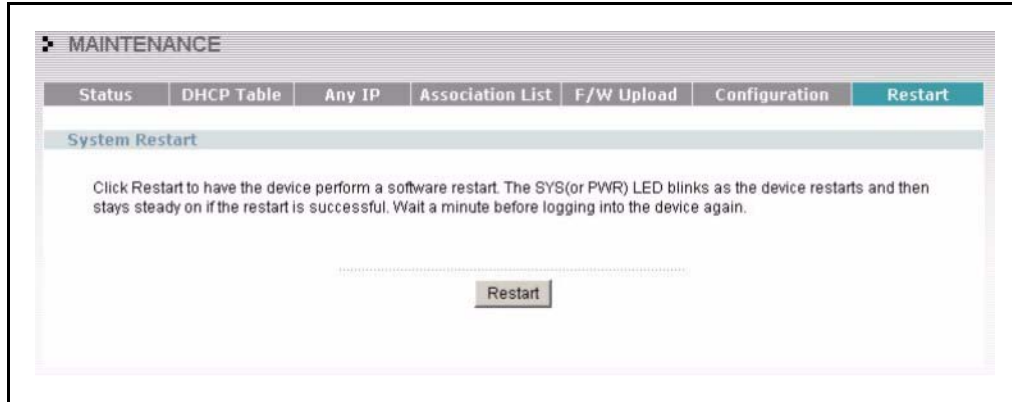 MAINTENANCE
Status DHCP Table Any IP Association List F/W Upload Configuration Restart
System Restart
Click Restart to have the device perform a software restart. The SYS(or PWR) LED blinks as the device restarts and then
stays steady on if the restart is successful. Wait a minute before logging into the device again.
Restart